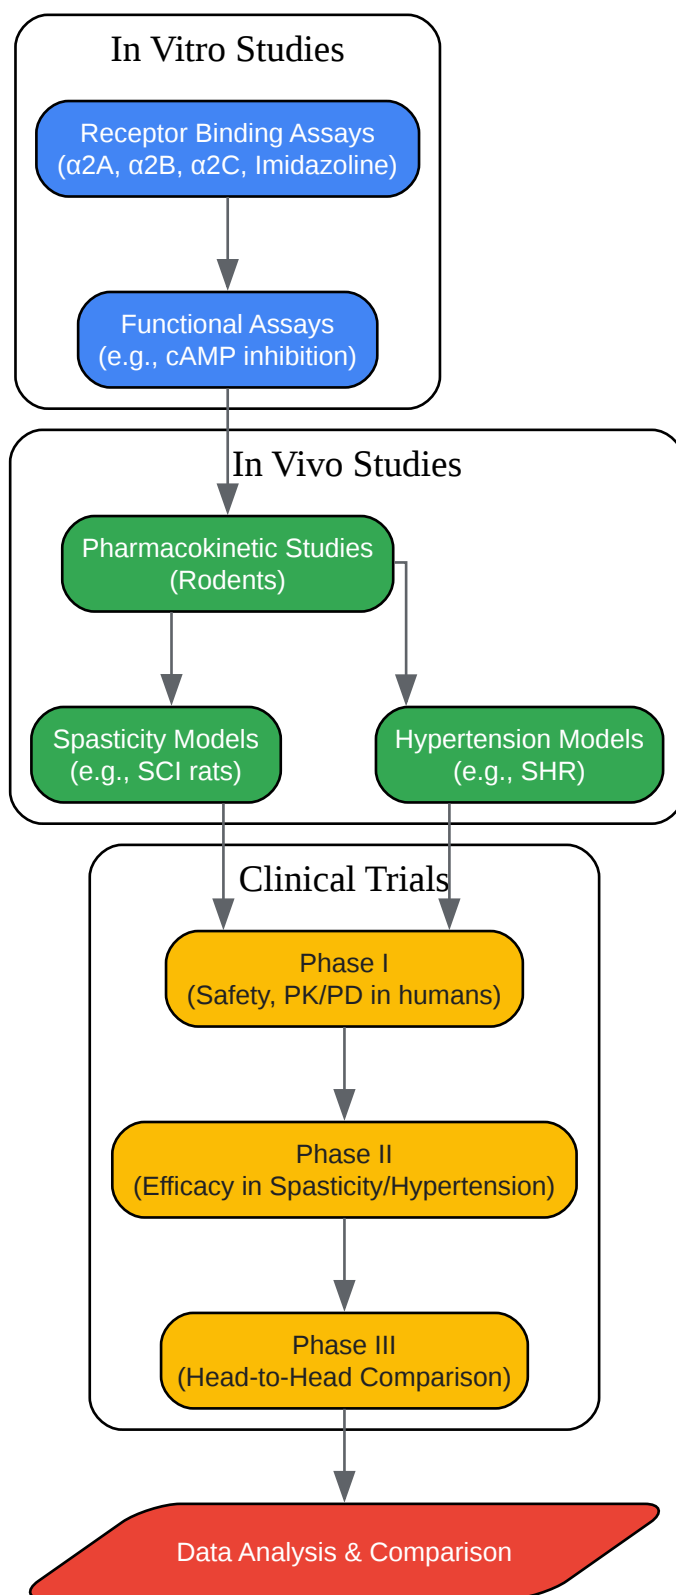 In Vitro Studies
Receptor Binding Assays
(α2A, α2B, α2C, Imidazoline)
Functional Assays
(e.g., cAMP inhibition)
In Vivo Studies
Pharmacokinetic Studies
(Rodents)
Spasticity Models
(e.g., SCI rats)
Hypertension Models
(e.g., SHR)
Clinical Trials
Phase I
(Safety, PK/PD in humans)
Phase II
(Efficacy in Spasticity/Hypertension)
Phase III
(Head-to-Head Comparison)
Data Analysis & Comparison